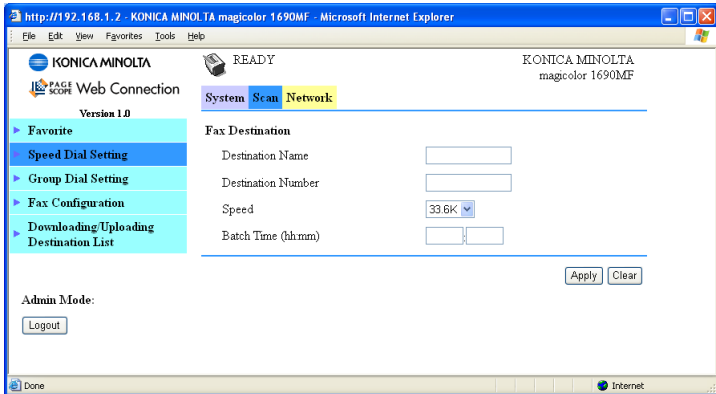 http://192.168.1.2 - KONICA MINOLTA magicolor 1690MF - Microsoft Internet Explorer
File Edit View Favorites Tools Help
KONICA MINOLTA
PAGE SCOPE Web Connection
Version 1.0
READY
KONICA MINOLTA
magicolor 1690MF
System Scan Network
Favorite
Speed Dial Setting
Group Dial Setting
Fax Configuration
Downloading/Uploading
Destination List
Admin Mode:
Logout
Fax Destination
Destination Name
Destination Number
Speed 33.6K
Batch Time (hh:mm) :
Apply Clear
Done Internet